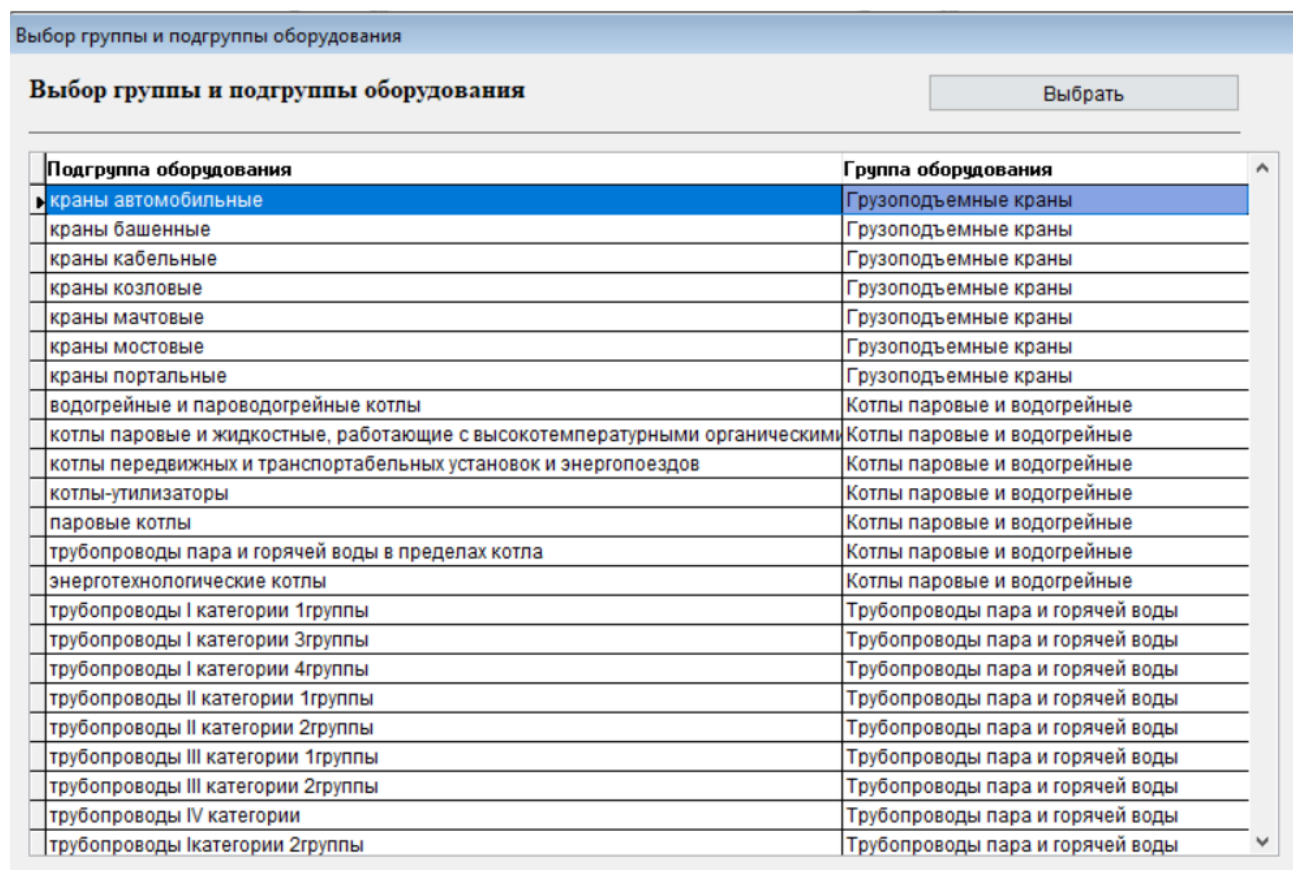 Выбор группы и подгруппы оборудования
Выбор группы и подгруппы оборудования Выбрать
Подгруппа оборудования Группа оборудования
краны автомобильные Грузоподъемные краны
краны башенные Грузоподъемные краны
краны кабельные Грузоподъемные краны
краны козловые Грузоподъемные краны
краны мачтовые Грузоподъемные краны
краны мостовые Грузоподъемные краны
краны портальные Грузоподъемные краны
водогрейные и пароводогрейные котлы Котлы паровые и водогрейные
котлы паровые и жидкостные, работающие с высокотемпературными органическими Котлы паровые и водогрейные
котлы передвижных и транспортабельных установок и энергопоездов Котлы паровые и водогрейные
котлы-утилизаторы Котлы паровые и водогрейные
паровые котлы Котлы паровые и водогрейные
трубопроводы пара и горячей воды в пределах котла Котлы паровые и водогрейные
энерготехнологические котлы Котлы паровые и водогрейные
трубопроводы I категории 1группы Трубопроводы пара и горячей воды
трубопроводы I категории 3группы Трубопроводы пара и горячей воды
трубопроводы I категории 4группы Трубопроводы пара и горячей воды
трубопроводы II категории 1группы Трубопроводы пара и горячей воды
трубопроводы II категории 2группы Трубопроводы пара и горячей воды
трубопроводы III категории 1группы Трубопроводы пара и горячей воды
трубопроводы III категории 2группы Трубопроводы пара и горячей воды
трубопроводы IV категории Трубопроводы пара и горячей воды
трубопроводы Iкатегории 2группы Трубопроводы пара и горячей воды